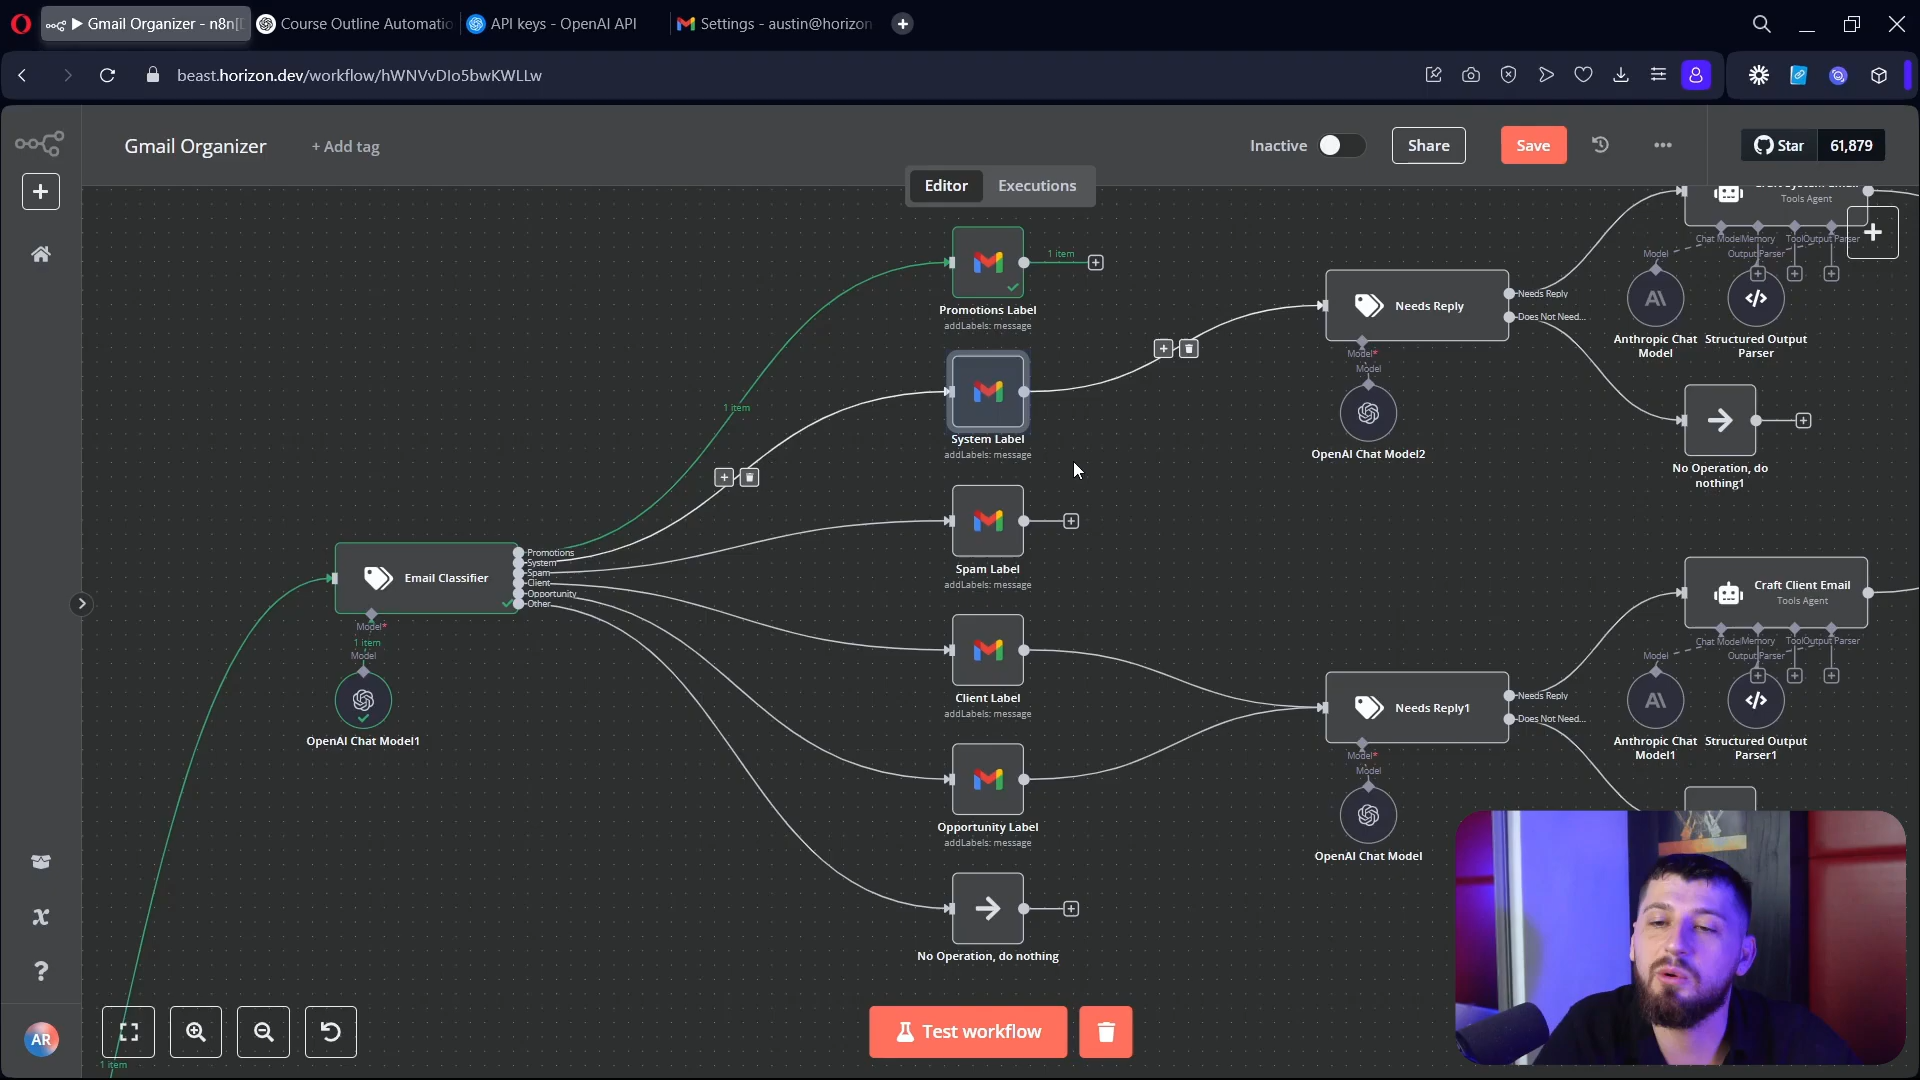 Gmail Organizer - n8n[
Course Outline Automatio
API keys - OpenAI API
Settings - austin@horizon
beast.horizon.dev/workflow/hWNVvDIo5bwKWLLw
Gmail Organizer
+ Add tag
Inactive
Share
Save
Star
61,879
Editor
Executions
1 item
Promotions Label
addLabels: message
System Label
addLabels: message
Spam Label
addLabels: message
Client Label
addLabels: message
Opportunity Label
addLabels: message
No Operation, do nothing
1 item
Email Classifier
Promotions
System
Spam
Client
Opportunity
Other
Model*
1 item
Model
OpenAI Chat Model1
Needs Reply
Needs Reply
Does Not Need...
Model*
Model
OpenAI Chat Model2
Tools Agent
Chat Model
Memory
Tool
Output Parser
Model
Output Parser
Anthropic Chat
Model
Structured Output
Parser
No Operation, do
nothing1
Craft Client Email
Tools Agent
Chat Model
Memory
Tool
Output Parser
Model
Output Parser
Anthropic Chat
Model1
Structured Output
Parser1
Needs Reply1
Needs Reply
Does Not Need...
Model*
Model
OpenAI Chat Model
AR
1 item
Test workflow